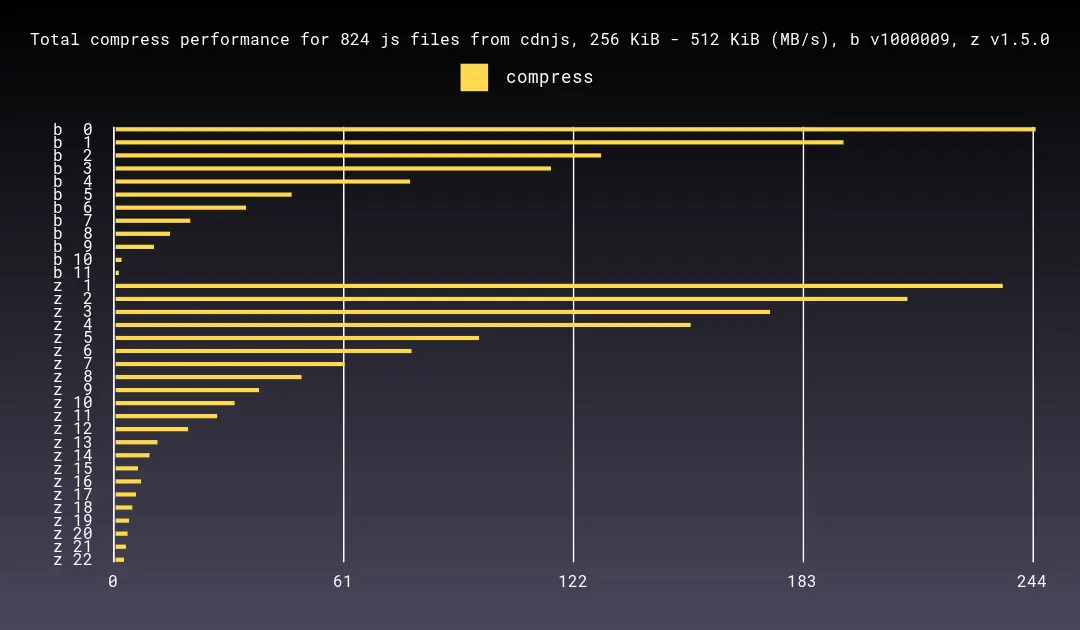 Total compress performance for 824 js files from cdnjs, 256 KiB - 512 KiB (MB/s), b v1000009, z v1.5.0
compress
b 0
b 1
b 2
b 3
b 4
b 5
b 6
b 7
b 8
b 9
b 10
b 11
z 1
z 2
z 3
z 4
z 5
z 6
z 7
z 8
z 9
z 10
z 11
z 12
z 13
z 14
z 15
z 16
z 17
z 18
z 19
z 20
z 21
z 22
0 61 122 183 244